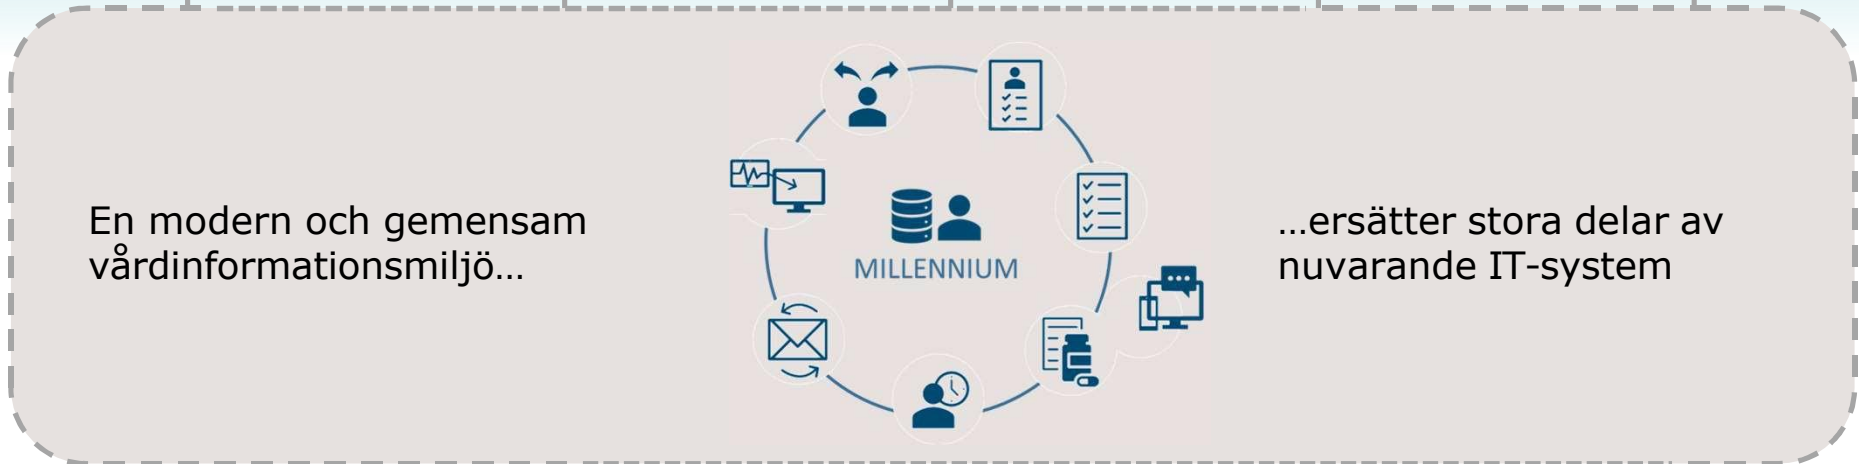 En modern och gemensam
vårdinformationsmiljö…
MILLENNIUM
…ersätter stora delar av
nuvarande IT-system